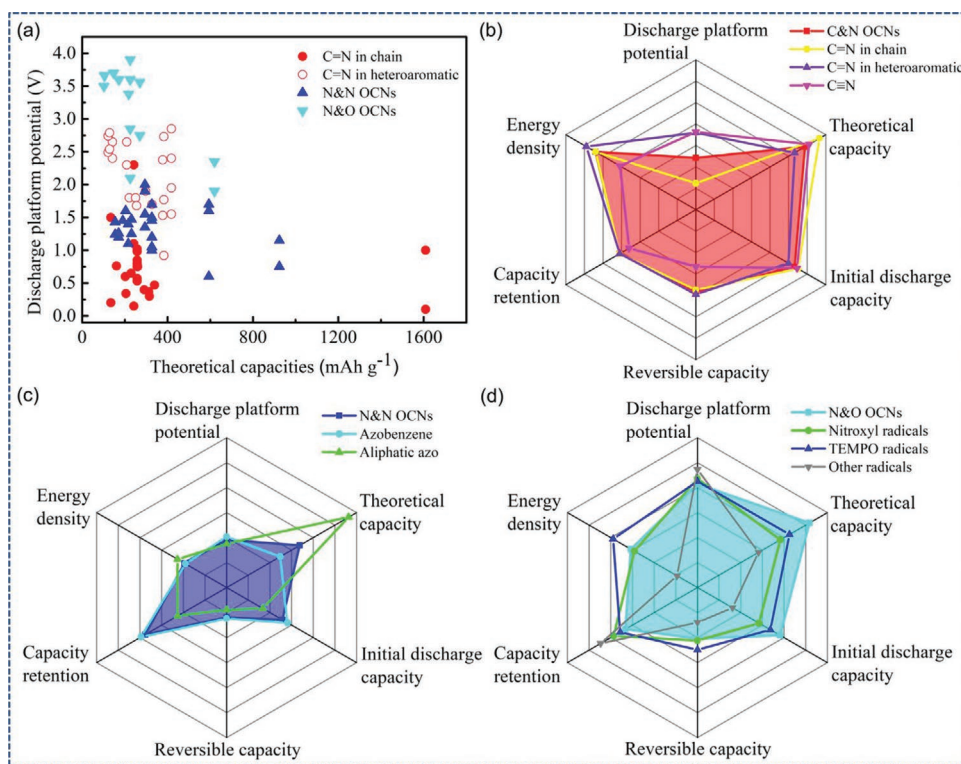 (a)
Discharge platform potential (V)
4.0
3.5
3.0
2.5
2.0
1.5
1.0
0.5
0.0
0
400
800
1200
1600
Theoretical capacities (mAh g⁻¹)
C=N in chain
C=N in heteroaromatic
N&N OCNs
N&O OCNs
(b)
Discharge platform
potential
C&N OCNs
C=N in chain
C=N in heteroaromatic
C≡N
Energy
density
Theoretical
capacity
Capacity
retention
Initial discharge
capacity
Reversible capacity
(c)
Discharge platform
potential
N&N OCNs
Azobenzene
Aliphatic azo
Energy
density
Theoretical
capacity
Capacity
retention
Initial discharge
capacity
Reversible capacity
(d)
Discharge platform
potential
N&O OCNs
Nitroxyl radicals
TEMPO radicals
Other radicals
Energy
density
Theoretical
capacity
Capacity
retention
Initial discharge
capacity
Reversible capacity